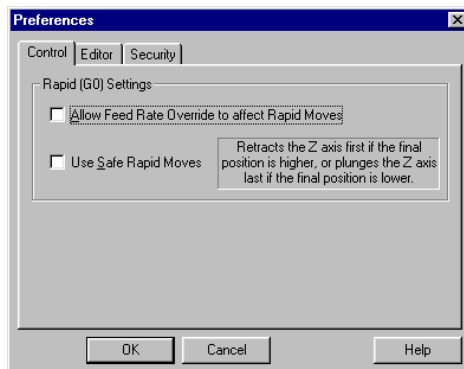 Preferences
Control Editor Security
Rapid (G0) Settings
Allow Feed Rate Override to affect Rapid Moves
Use Safe Rapid Moves
Retracts the Z axis first if the final
position is higher, or plunges the Z axis
last if the final position is lower.
OK Cancel Help